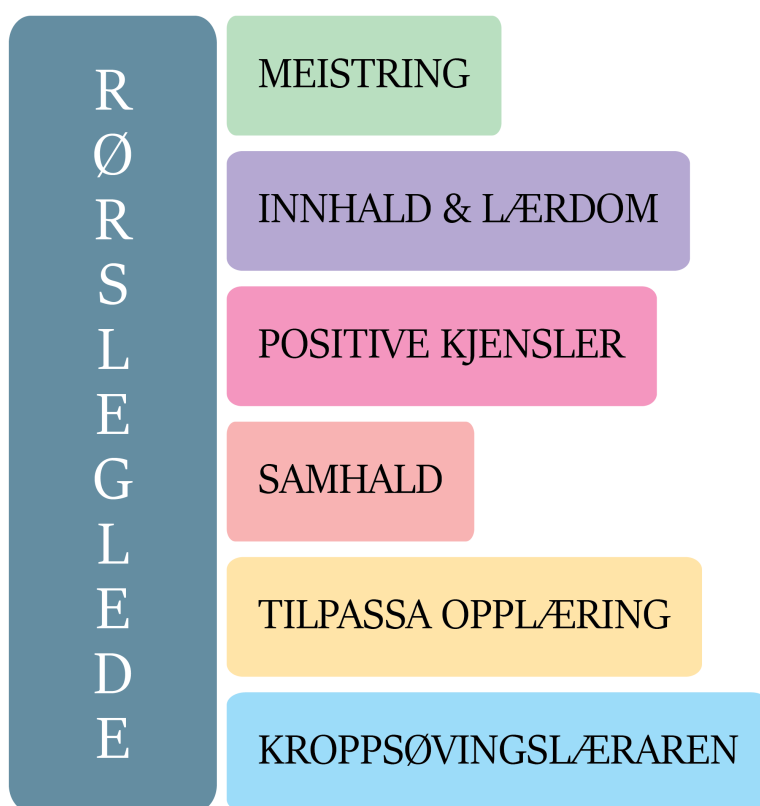 RØRSLEGLEDE
MEISTRING
INNHALD & LÆRDOM
POSITIVE KJENSLER
SAMHALD
TILPASSA OPPLÆRING
KROPPSØVINGSLÆRAREN